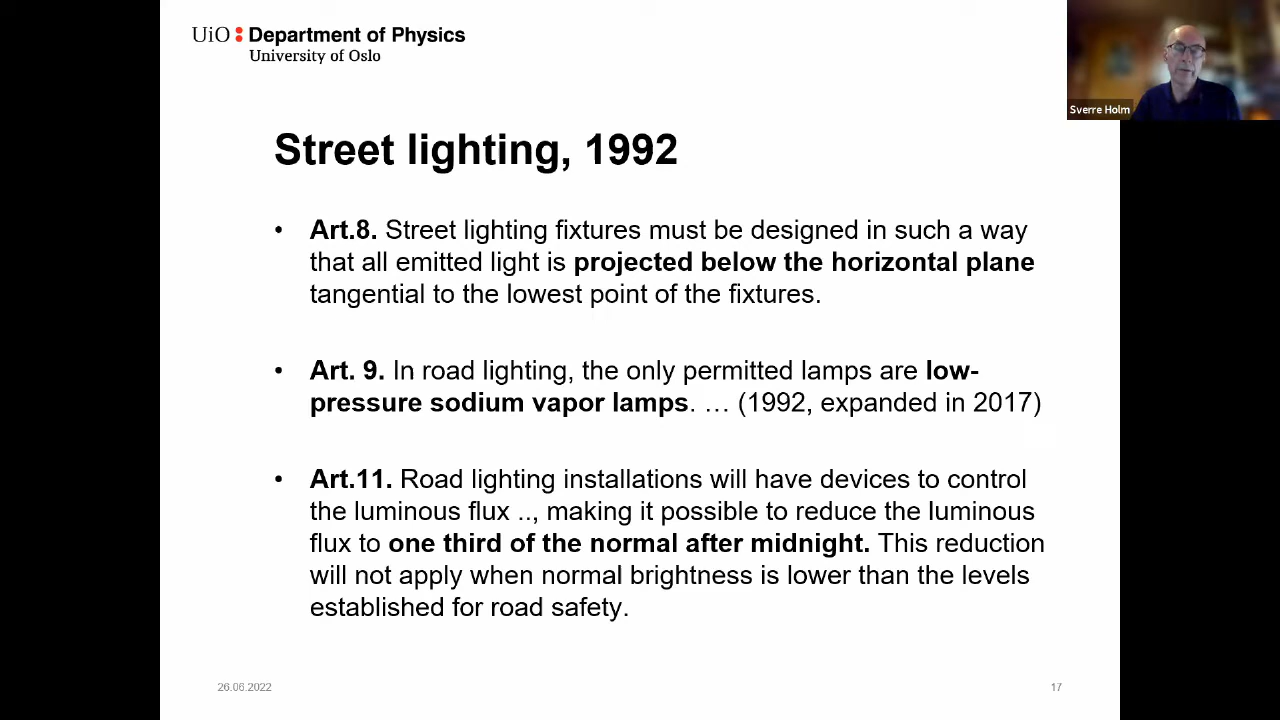 UiO : Department of Physics
University of Oslo
Sverre Holm
Street lighting, 1992
• Art.8. Street lighting fixtures must be designed in such a way
that all emitted light is projected below the horizontal plane
tangential to the lowest point of the fixtures.
• Art. 9. In road lighting, the only permitted lamps are low-
pressure sodium vapor lamps. … (1992, expanded in 2017)
• Art.11. Road lighting installations will have devices to control
the luminous flux .., making it possible to reduce the luminous
flux to one third of the normal after midnight. This reduction
will not apply when normal brightness is lower than the levels
established for road safety.
26.06.2022
17